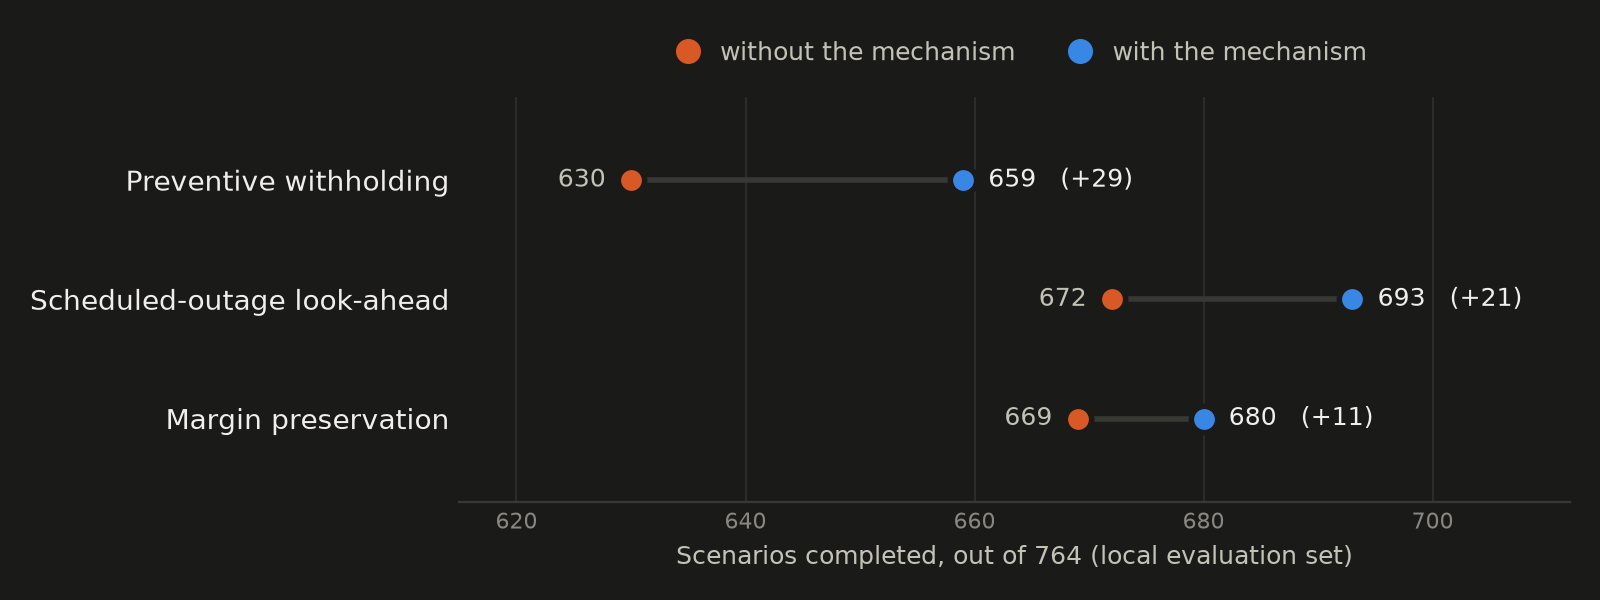 without the mechanism with the mechanism
Preventive withholding 630 659 (+29)
Scheduled-outage look-ahead 672 693 (+21)
Margin preservation 669 680 (+11)
620 640 660 680 700
Scenarios completed, out of 764 (local evaluation set)